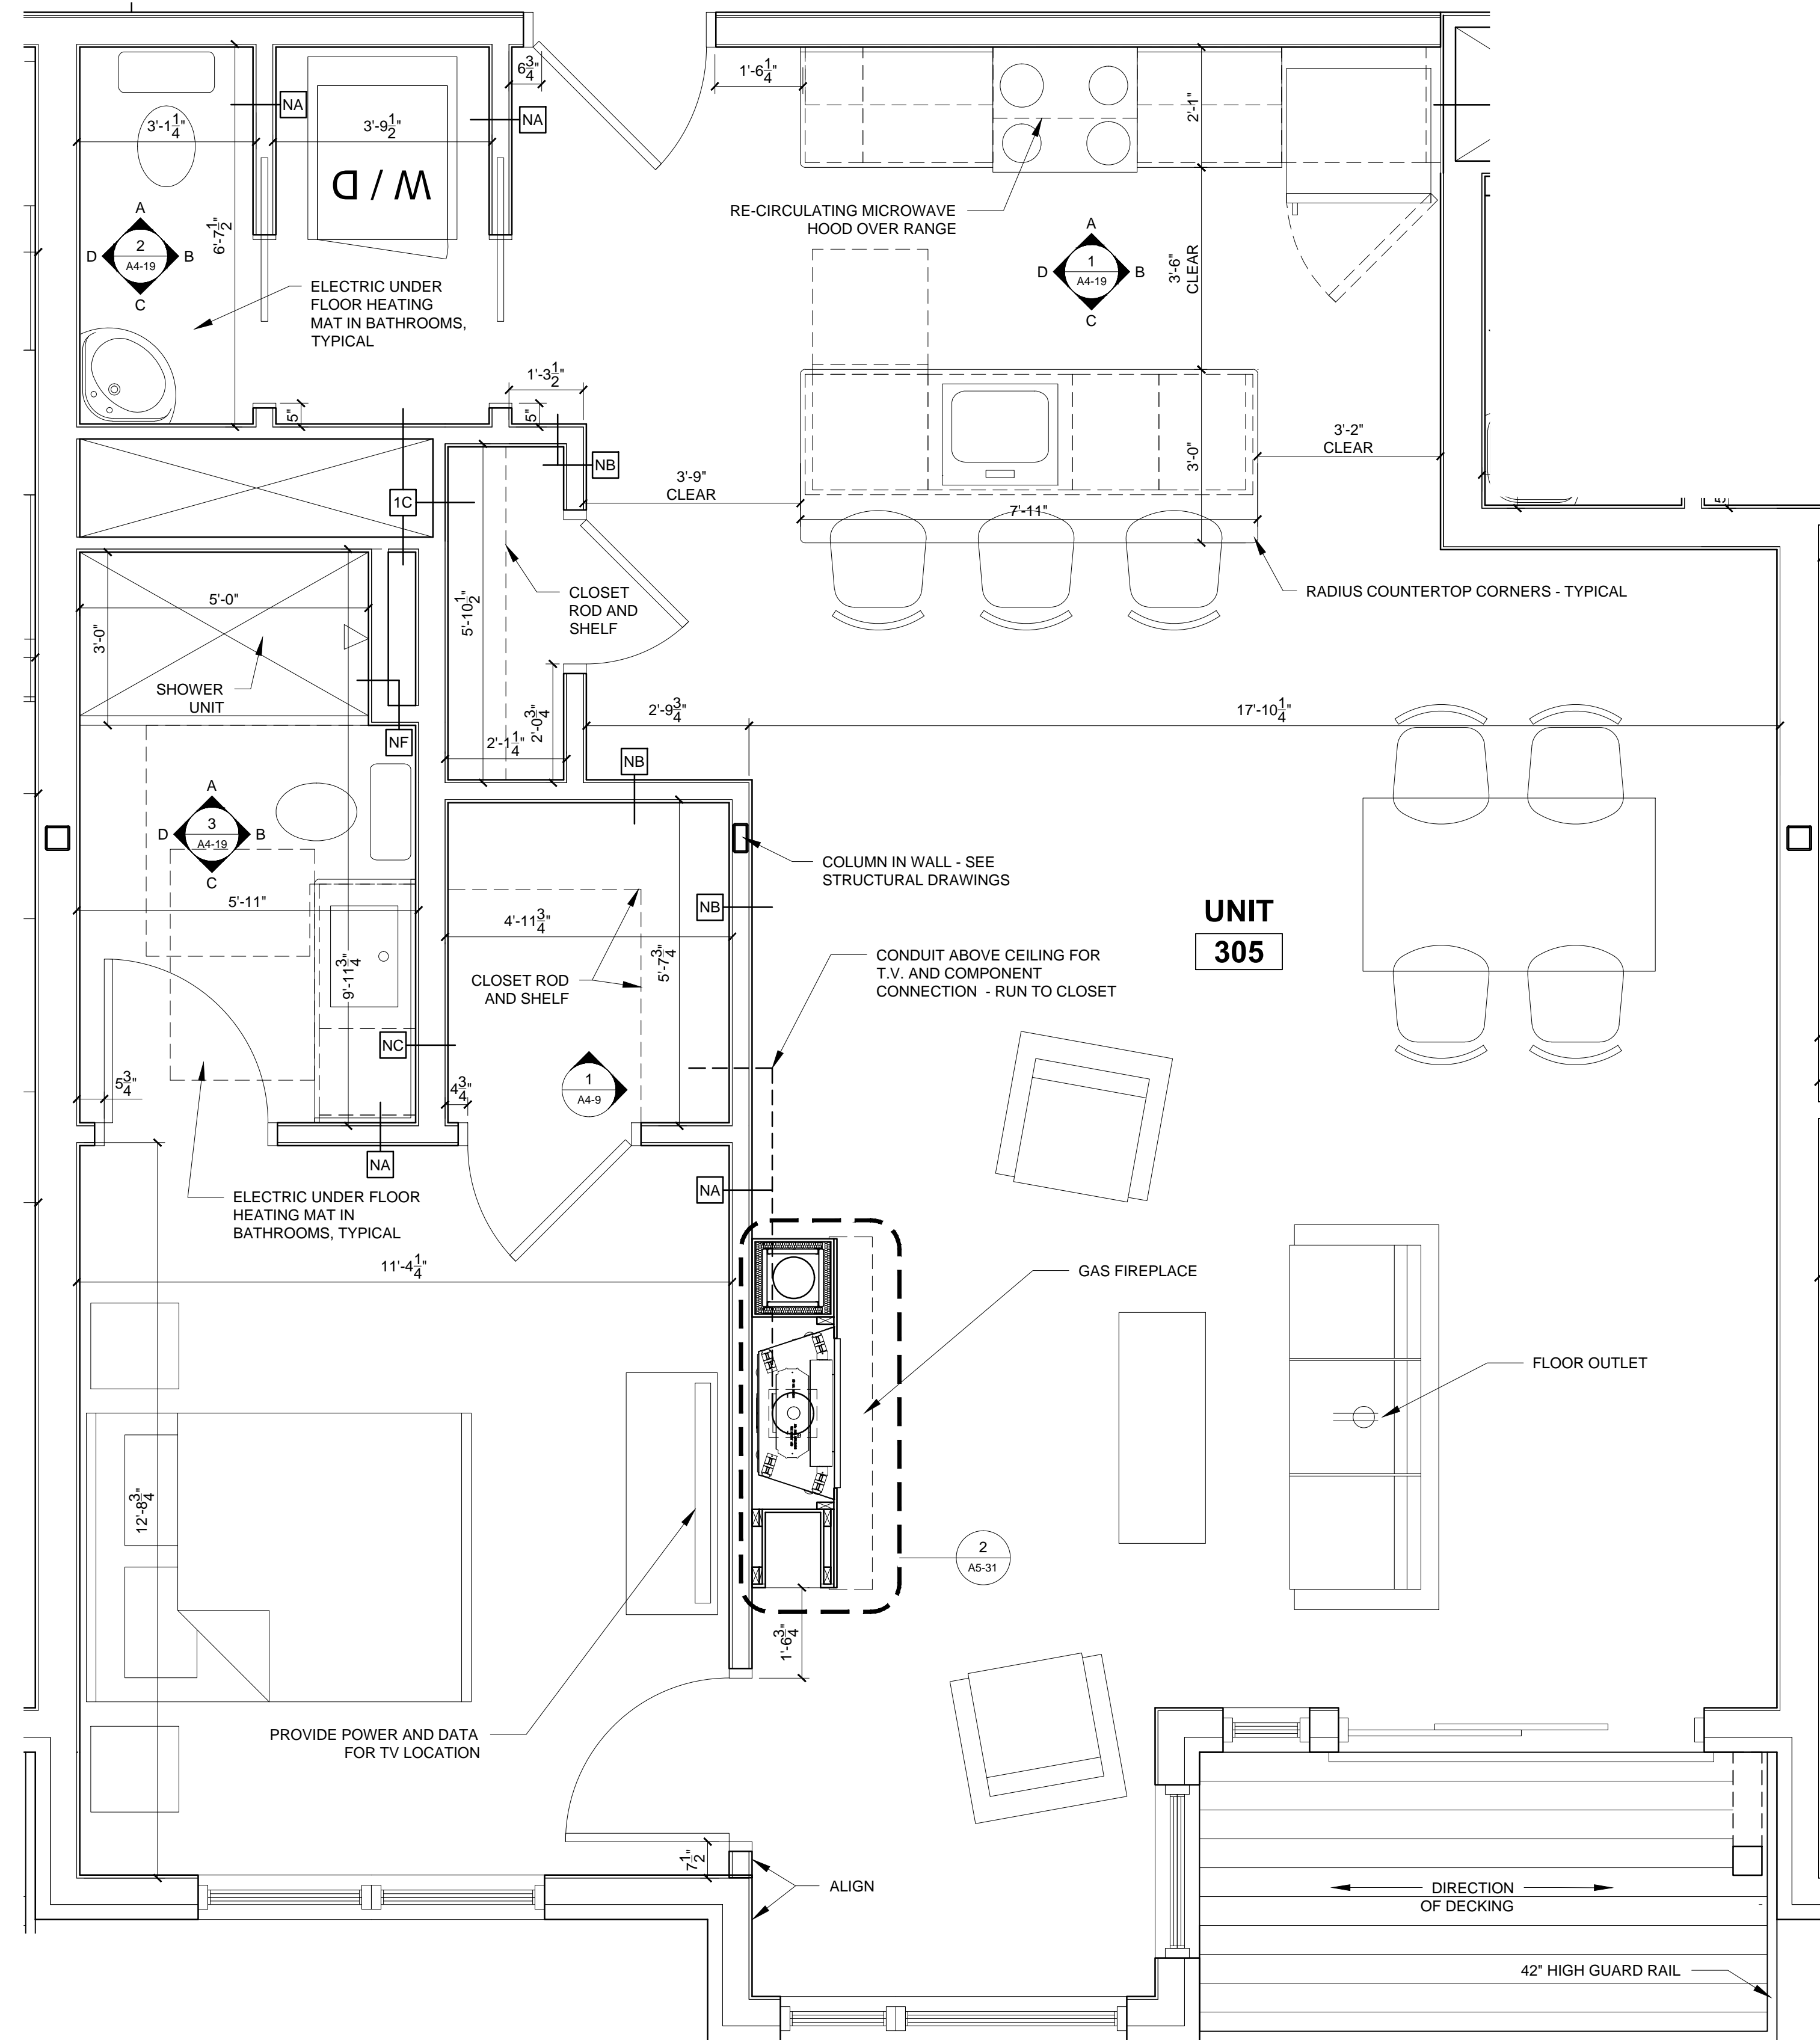 6 3/4"
1'-6 1/4"
NA
NA
3'-1 1/4"
3'-9 1/2"
2'-1"
W / D
RE-CIRCULATING MICROWAVE
HOOD OVER RANGE
A
D 2 B
A4-19
C
6'-7 1/2"
A
D 1 B
A4-19
C
3'-6"
CLEAR
ELECTRIC UNDER
FLOOR HEATING
MAT IN BATHROOMS,
TYPICAL
1'-3 1/2"
5"
5"
NB
3'-9"
CLEAR
3'-0"
3'-2"
CLEAR
1C
7'-11"
5'-0"
3'-0"
5'-10 1/2"
CLOSET
ROD AND
SHELF
RADIUS COUNTERTOP CORNERS - TYPICAL
SHOWER
UNIT
NF
2'-1 1/4"
2'-0 3/4"
2'-9 3/4"
17'-10 1/4"
NB
A
D 3 B
A4-19
C
COLUMN IN WALL - SEE
STRUCTURAL DRAWINGS
5'-11"
4'-11 3/4"
NB
UNIT
305
9'-11 3/4"
5'-7 3/4"
CLOSET ROD
AND SHELF
CONDUIT ABOVE CEILING FOR
T.V. AND COMPONENT
CONNECTION - RUN TO CLOSET
NC
5 3/4"
4 3/4"
1
A4-9
NA
NA
ELECTRIC UNDER FLOOR
HEATING MAT IN
BATHROOMS, TYPICAL
11'-4 1/4"
GAS FIREPLACE
FLOOR OUTLET
12'-8 3/4"
2
A5-31
1'-6 3/4"
PROVIDE POWER AND DATA
FOR TV LOCATION
7 1/2"
ALIGN
DIRECTION
OF DECKING
42" HIGH GUARD RAIL